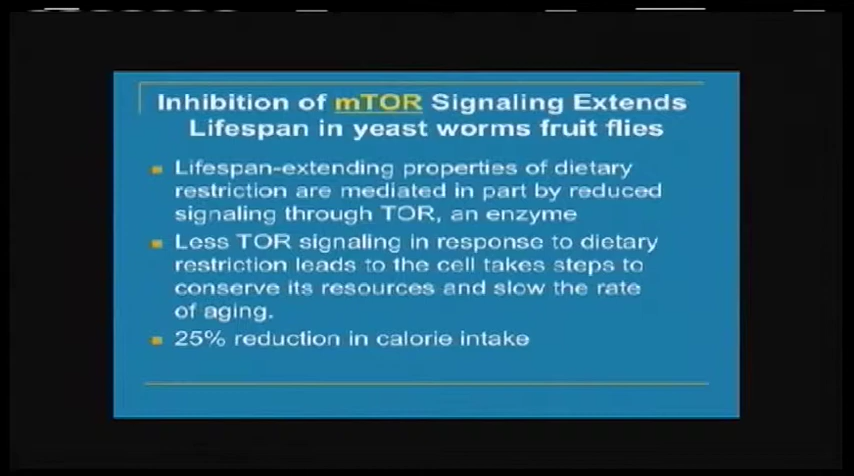 Inhibition of mTOR Signaling Extends
Lifespan in yeast worms fruit flies
Lifespan-extending properties of dietary
restriction are mediated in part by reduced
signaling through TOR, an enzyme
Less TOR signaling in response to dietary
restriction leads to the cell takes steps to
conserve its resources and slow the rate
of aging.
25% reduction in calorie intake